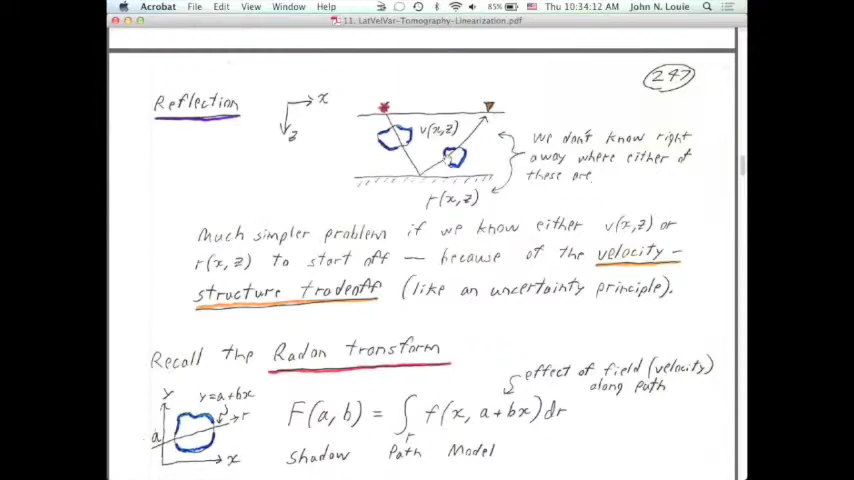 Acrobat File Edit View Window Help 85% Thu 10:34:12 AM John N. Louie
11. LatVelVar-Tomography-Linearization.pdf
247
Reflection
x
z
v(x,z)
r(x,z)
We don't know right
away where either of
these are.
Much simpler problem if we know either v(x,z) or
r(x,z) to start off — because of the velocity-
structure tradeoff (like an uncertainty principle).
Recall the Radon transform
effect of field (velocity)
along path
y
y=a+bx
r
a
x
F(a,b) = ∫r f(x, a+bx)dr
Shadow Path Model